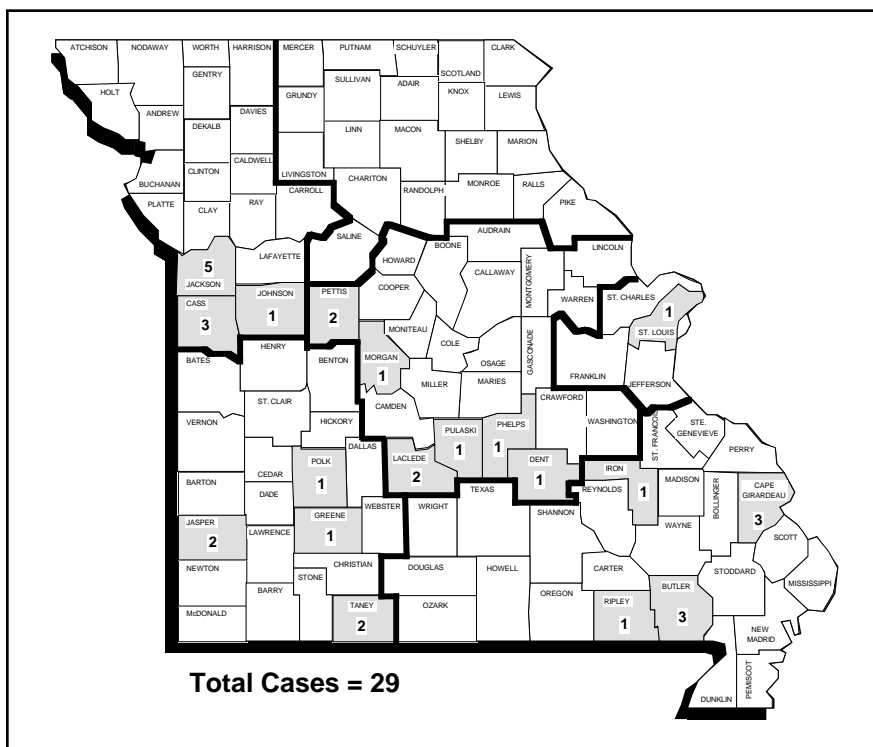 ATCHISON
NODAWAY
WORTH
HARRISON
MERCER
PUTNAM
SCHUYLER
CLARK
SCOTLAND
GENTRY
SULLIVAN
ADAIR
HOLT
GRUNDY
KNOX
LEWIS
ANDREW
DAVIES
DEKALB
LINN
MACON
SHELBY
MARION
CALDWELL
CLINTON
LIVINGSTON
CHARITON
BUCHANAN
CARROLL
RANDOLPH
MONROE
RALLS
PLATTE
RAY
CLAY
PIKE
AUDRAIN
SALINE
BOONE
LINCOLN
HOWARD
LAFAYETTE
5
JACKSON
CALLAWAY
MONTGOMERY
COOPER
PETTIS
2
JOHNSON
1
CASS
3
WARREN
ST. CHARLES
1
ST. LOUIS
MONITEAU
COLE
OSAGE
GASCONADE
HENRY
BENTON
BATES
MORGAN
1
MILLER
MARIES
FRANKLIN
JEFFERSON
ST. CLAIR
CAMDEN
CRAWFORD
HICKORY
VERNON
PULASKI
1
PHELPS
1
WASHINGTON
ST. FRANCOIS
STE.
GENEVIEVE
DALLAS
PERRY
POLK
1
LACLEDE
2
DENT
1
IRON
1
CEDAR
BARTON
DADE
TEXAS
REYNOLDS
MADISON
BOLLINGER
CAPE
GIRARDEAU
3
WEBSTER
WRIGHT
SHANNON
GREENE
1
JASPER
2
LAWRENCE
WAYNE
SCOTT
CHRISTIAN
DOUGLAS
HOWELL
CARTER
STODDARD
NEWTON
STONE
BUTLER
3
MISSISSIPPI
BARRY
OREGON
RIPLEY
1
TANEY
2
OZARK
McDONALD
NEW
MADRID
PEMISCOT
DUNKLIN
Total Cases = 29